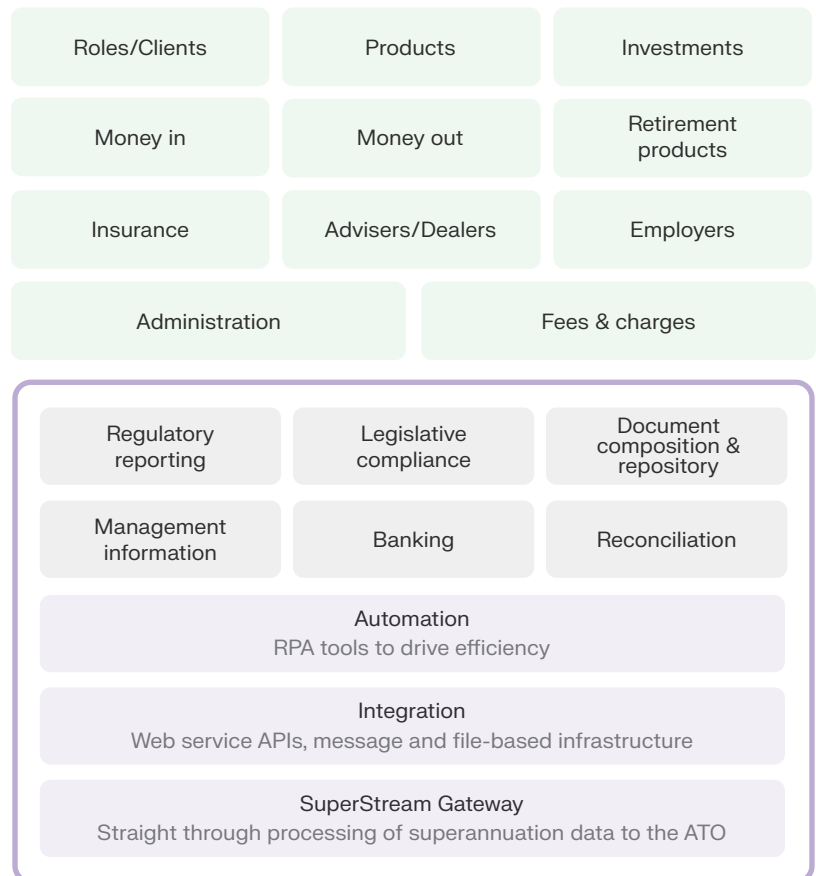 Roles/Clients
Products
Investments
Money in
Money out
Retirement
products
Insurance
Advisers/Dealers
Employers
Administration
Fees & charges
Regulatory
reporting
Legislative
compliance
Document
composition &
repository
Management
information
Banking
Reconciliation
Automation
RPA tools to drive efficiency
Integration
Web service APIs, message and file-based infrastructure
SuperStream Gateway
Straight through processing of superannuation data to the ATO